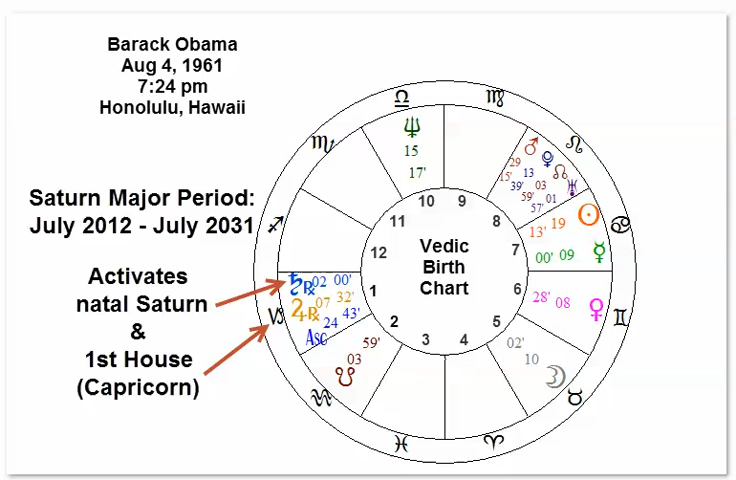 Barack Obama
Aug 4, 1961
7:24 pm
Honolulu, Hawaii
Saturn Major Period:
July 2012 - July 2031
Activates
natal Saturn
&
1st House
(Capricorn)
Vedic
Birth
Chart
1
2
3
4
5
6
7
8
9
10
11
12
15
17'
29
15'
13
39'
03
59'
01
57'
19
13'
00' 09
28' 08
02'
10
02 00'
07 32'
24 43'
Asc
59'
03